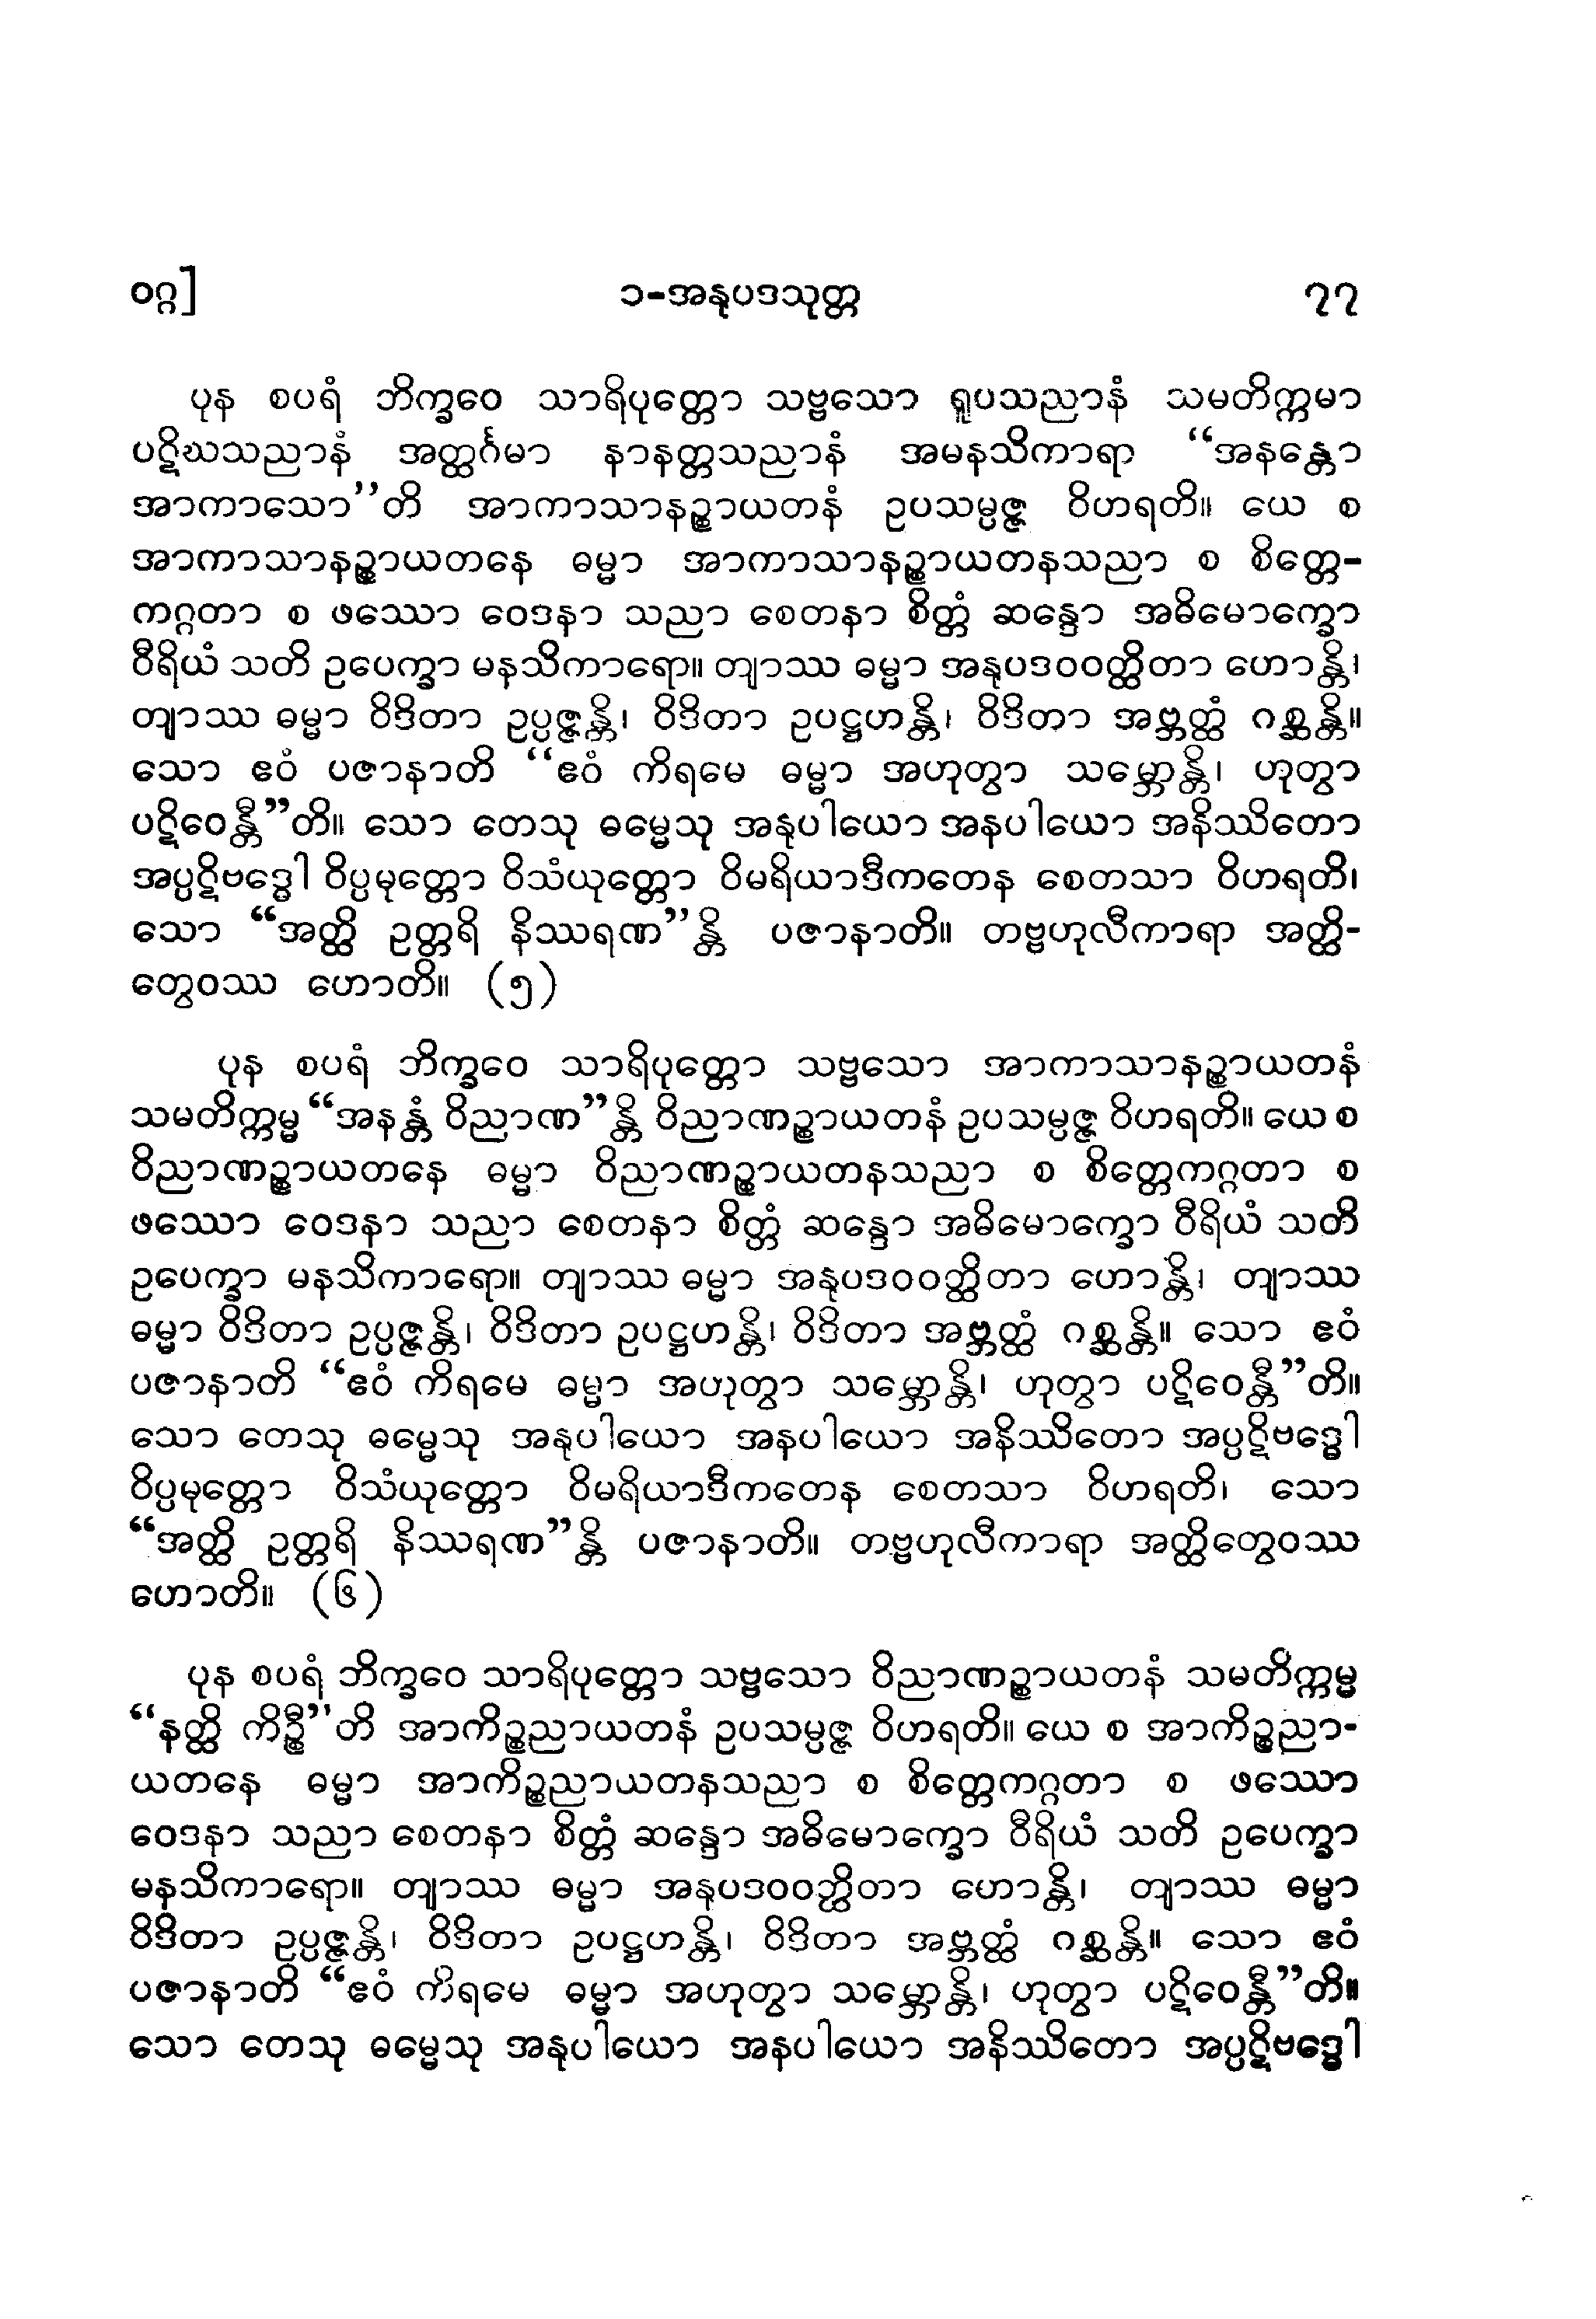 ဝဂ္ဂ]
၁-အနုပဒသုတ္တ
၇၇
ပုန စပရံ ဘိက္ခဝေ သာရိပုတ္တော သဗ္ဗသော ရူပသညာနံ သမတိက္ကမာ
ပဋိဃသညာနံ အတ္ထင်္ဂမာ နာနတ္တသညာနံ အမနသိကာရာ “အနန္တော
အာကာသော”တိ အာကာသာနဉ္စာယတနံ ဥပသမ္ပဇ္ဇ ဝိဟရတိ။ ယေ စ
အာကာသာနဉ္စာယတနေ ဓမ္မာ အာကာသာနဉ္စာယတနသညာ စ စိတ္တေ-
ကဂ္ဂတာ စ ဖဿော ဝေဒနာ သညာ စေတနာ စိတ္တံ ဆန္ဒော အဓိမောက္ခော
ဝီရိယံ သတိ ဥပေက္ခာ မနသိကာရော။ တျာဿ ဓမ္မာ အနုပဒဝဝတ္ထိတာ ဟောန္တိ၊
တျာဿ ဓမ္မာ ဝိဒိတာ ဥပ္ပဇ္ဇန္တိ၊ ဝိဒိတာ ဥပဋ္ဌဟန္တိ၊ ဝိဒိတာ အဗ္ဘတ္ထံ ဂစ္ဆန္တိ။
သော ဧဝံ ပဇာနာတိ “ဧဝံ ကိရမေ ဓမ္မာ အဟုတွာ သမ္ဘောန္တိ၊ ဟုတွာ
ပဋိဝေန္တီ”တိ။ သော တေသု ဓမ္မေသု အနုပါယော အနပါယော အနိဿိတော
အပ္ပဋိဗဒ္ဓေါ ဝိပ္ပမုတ္တော ဝိသံယုတ္တော ဝိမရိယာဒီကတေန စေတသာ ဝိဟရတိ၊
သော “အတ္ထိ ဥတ္တရိ နိဿရဏ”န္တိ ပဇာနာတိ။ တဗ္ဗဟုလီကာရာ အတ္ထိ-
တွေဝဿ ဟောတိ။ (၅)
ပုန စပရံ ဘိက္ခဝေ သာရိပုတ္တော သဗ္ဗသော အာကာသာနဉ္စာယတနံ
သမတိက္ကမ္မ “အနန္တံ ဝိညာဏ”န္တိ ဝိညာဏဉ္စာယတနံ ဥပသမ္ပဇ္ဇ ဝိဟရတိ။ ယေ စ
ဝိညာဏဉ္စာယတနေ ဓမ္မာ ဝိညာဏဉ္စာယတနသညာ စ စိတ္တေကဂ္ဂတာ စ
ဖဿော ဝေဒနာ သညာ စေတနာ စိတ္တံ ဆန္ဒော အဓိမောက္ခော ဝီရိယံ သတိ
ဥပေက္ခာ မနသိကာရော။ တျာဿ ဓမ္မာ အနုပဒဝဝတ္ထိတာ ဟောန္တိ၊ တျာဿ
ဓမ္မာ ဝိဒိတာ ဥပ္ပဇ္ဇန္တိ၊ ဝိဒိတာ ဥပဋ္ဌဟန္တိ၊ ဝိဒိတာ အဗ္ဘတ္ထံ ဂစ္ဆန္တိ။ သော ဧဝံ
ပဇာနာတိ “ဧဝံ ကိရမေ ဓမ္မာ အဟုတွာ သမ္ဘောန္တိ၊ ဟုတွာ ပဋိဝေန္တီ”တိ။
သော တေသု ဓမ္မေသု အနုပါယော အနပါယော အနိဿိတော အပ္ပဋိဗဒ္ဓေါ
ဝိပ္ပမုတ္တော ဝိသံယုတ္တော ဝိမရိယာဒီကတေန စေတသာ ဝိဟရတိ၊ သော
“အတ္ထိ ဥတ္တရိ နိဿရဏ”န္တိ ပဇာနာတိ။ တဗ္ဗဟုလီကာရာ အတ္ထိတွေဝဿ
ဟောတိ။ (၆)
ပုန စပရံ ဘိက္ခဝေ သာရိပုတ္တော သဗ္ဗသော ဝိညာဏဉ္စာယတနံ သမတိက္ကမ္မ
“နတ္ထိ ကိဉ္စီ”တိ အာကိဉ္စညာယတနံ ဥပသမ္ပဇ္ဇ ဝိဟရတိ။ ယေ စ အာကိဉ္စညာ-
ယတနေ ဓမ္မာ အာကိဉ္စညာယတနသညာ စ စိတ္တေကဂ္ဂတာ စ ဖဿော
ဝေဒနာ သညာ စေတနာ စိတ္တံ ဆန္ဒော အဓိမောက္ခော ဝီရိယံ သတိ ဥပေက္ခာ
မနသိကာရော။ တျာဿ ဓမ္မာ အနုပဒဝဝတ္ထိတာ ဟောန္တိ၊ တျာဿ ဓမ္မာ
ဝိဒိတာ ဥပ္ပဇ္ဇန္တိ၊ ဝိဒိတာ ဥပဋ္ဌဟန္တိ၊ ဝိဒိတာ အဗ္ဘတ္ထံ ဂစ္ဆန္တိ။ သော ဧဝံ
ပဇာနာတိ “ဧဝံ ကိရမေ ဓမ္မာ အဟုတွာ သမ္ဘောန္တိ၊ ဟုတွာ ပဋိဝေန္တီ”တိ။
သော တေသု ဓမ္မေသု အနုပါယော အနပါယော အနိဿိတော အပ္ပဋိဗဒ္ဓေါ